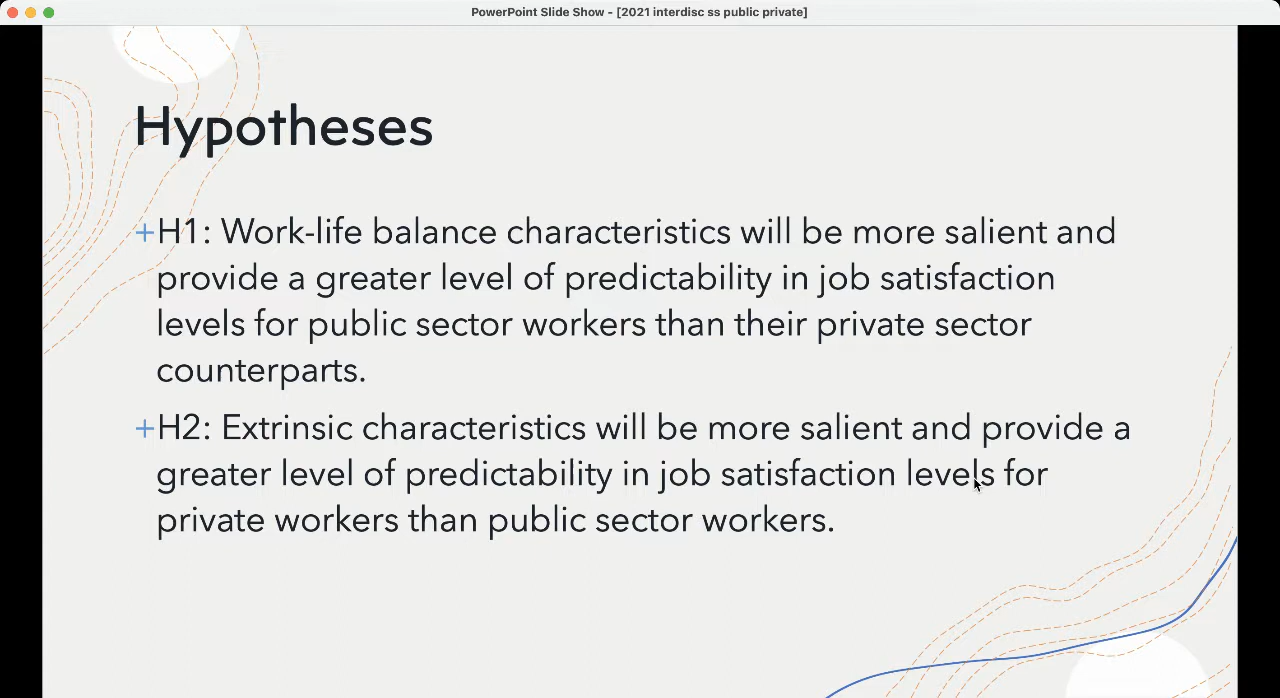 PowerPoint Slide Show - [2021 interdisc ss public private]
Hypotheses
+H1: Work-life balance characteristics will be more salient and
provide a greater level of predictability in job satisfaction
levels for public sector workers than their private sector
counterparts.
+H2: Extrinsic characteristics will be more salient and provide a
greater level of predictability in job satisfaction levels for
private workers than public sector workers.